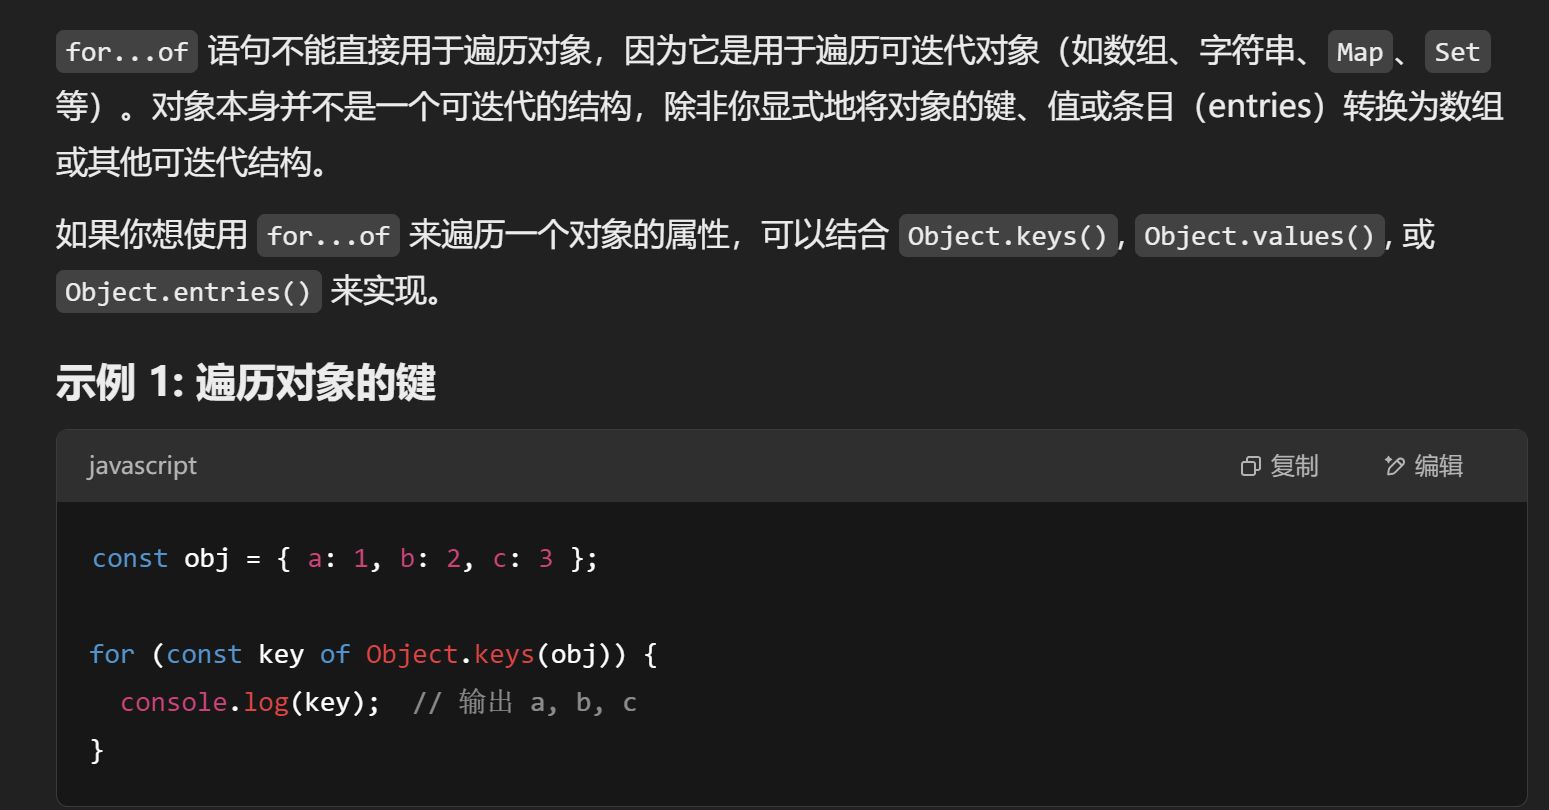 for...of 语句不能直接用于遍历对象，因为它是用于遍历可迭代对象（如数组、字符串、Map、Set
等）。对象本身并不是一个可迭代的结构，除非你显式地将对象的键、值或条目（entries）转换为数组
或其他可迭代结构。
如果你想使用 for...of 来遍历一个对象的属性，可以结合 Object.keys(), Object.values(), 或
Object.entries() 来实现。
示例 1: 遍历对象的键
javascript 复制 编辑
const obj = { a: 1, b: 2, c: 3 };
for (const key of Object.keys(obj)) {
  console.log(key);  // 输出 a, b, c
}